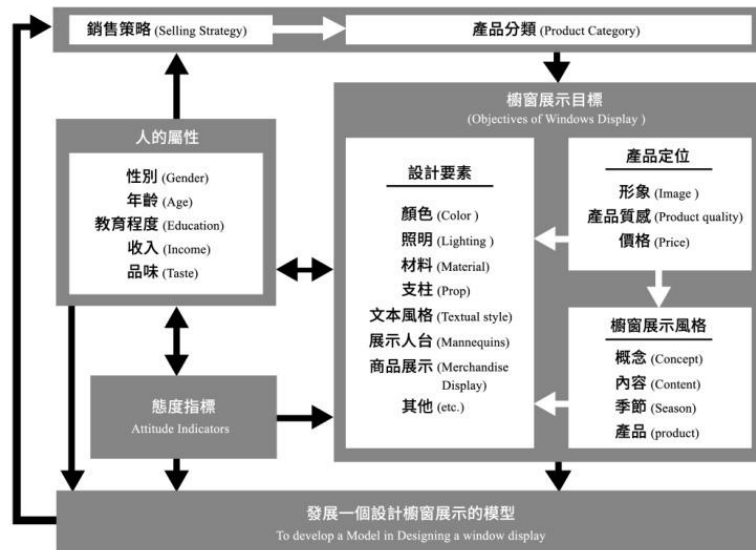 銷售策略 (Selling Strategy)
產品分類 (Product Category)
人的屬性
性別 (Gender)
年齡 (Age)
教育程度 (Education)
收入 (Income)
品味 (Taste)
態度指標
Attitude Indicators
櫥窗展示目標
(Objectives of Windows Display )
設計要素
顏色 (Color )
照明 (Lighting )
材料 (Material)
支柱 (Prop)
文本風格 (Textual style)
展示人台 (Mannequins)
商品展示 (Merchandise
Display)
其他 (etc.)
產品定位
形象 (Image )
產品質感 (Product quality)
價格 (Price)
櫥窗展示風格
概念 (Concept)
內容 (Content)
季節 (Season)
產品 (product)
發展一個設計櫥窗展示的模型
To develop a Model in Designing a window display